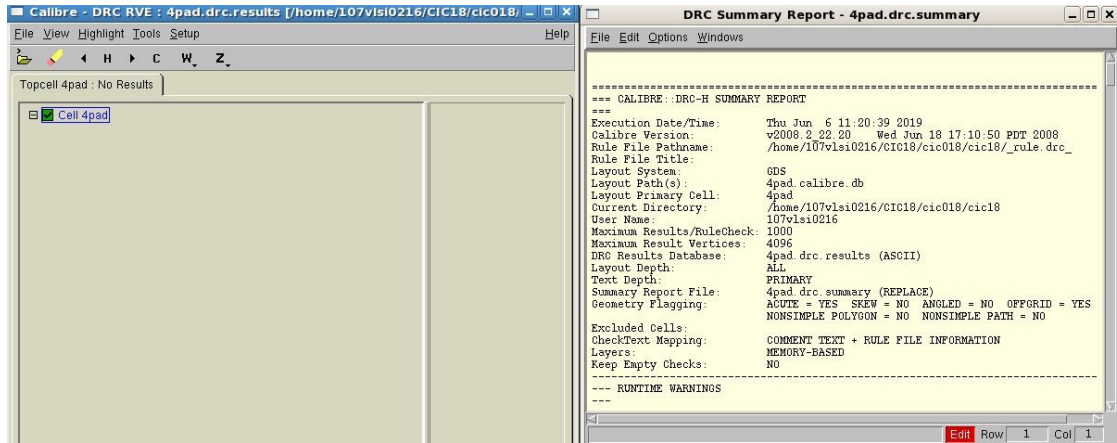 Calibre - DRC RVE : 4pad.drc.results [/home/107vlsi0216/CIC18/cic018/
File View Highlight Tools Setup Help
H C W Z
Topcell 4pad : No Results
Cell 4pad
DRC Summary Report - 4pad.drc.summary
File Edit Options Windows
==================================================================================
=== CALIBRE::DRC-H SUMMARY REPORT
===
Execution Date/Time: Thu Jun 6 11:20:39 2019
Calibre Version: v2008.2_22.20 Wed Jun 18 17:10:50 PDT 2008
Rule File Pathname: /home/107vlsi0216/CIC18/cic018/cic18/_rule.drc_
Rule File Title:
Layout System: GDS
Layout Path(s): 4pad.calibre.db
Layout Primary Cell: 4pad
Current Directory: /home/107vlsi0216/CIC18/cic018/cic18
User Name: 107vlsi0216
Maximum Results/RuleCheck: 1000
Maximum Result Vertices: 4096
DRC Results Database: 4pad.drc.results (ASCII)
Layout Depth: ALL
Text Depth: PRIMARY
Summary Report File: 4pad.drc.summary (REPLACE)
Geometry Flagging: ACUTE = YES SKEW = NO ANGLED = NO OFFGRID = YES
NONSIMPLE POLYGON = NO NONSIMPLE PATH = NO
Excluded Cells:
CheckText Mapping: COMMENT TEXT + RULE FILE INFORMATION
Layers: MEMORY-BASED
Keep Empty Checks: NO
----------------------------------------------------------------------------------
--- RUNTIME WARNINGS
---
Edit Row 1 Col 1